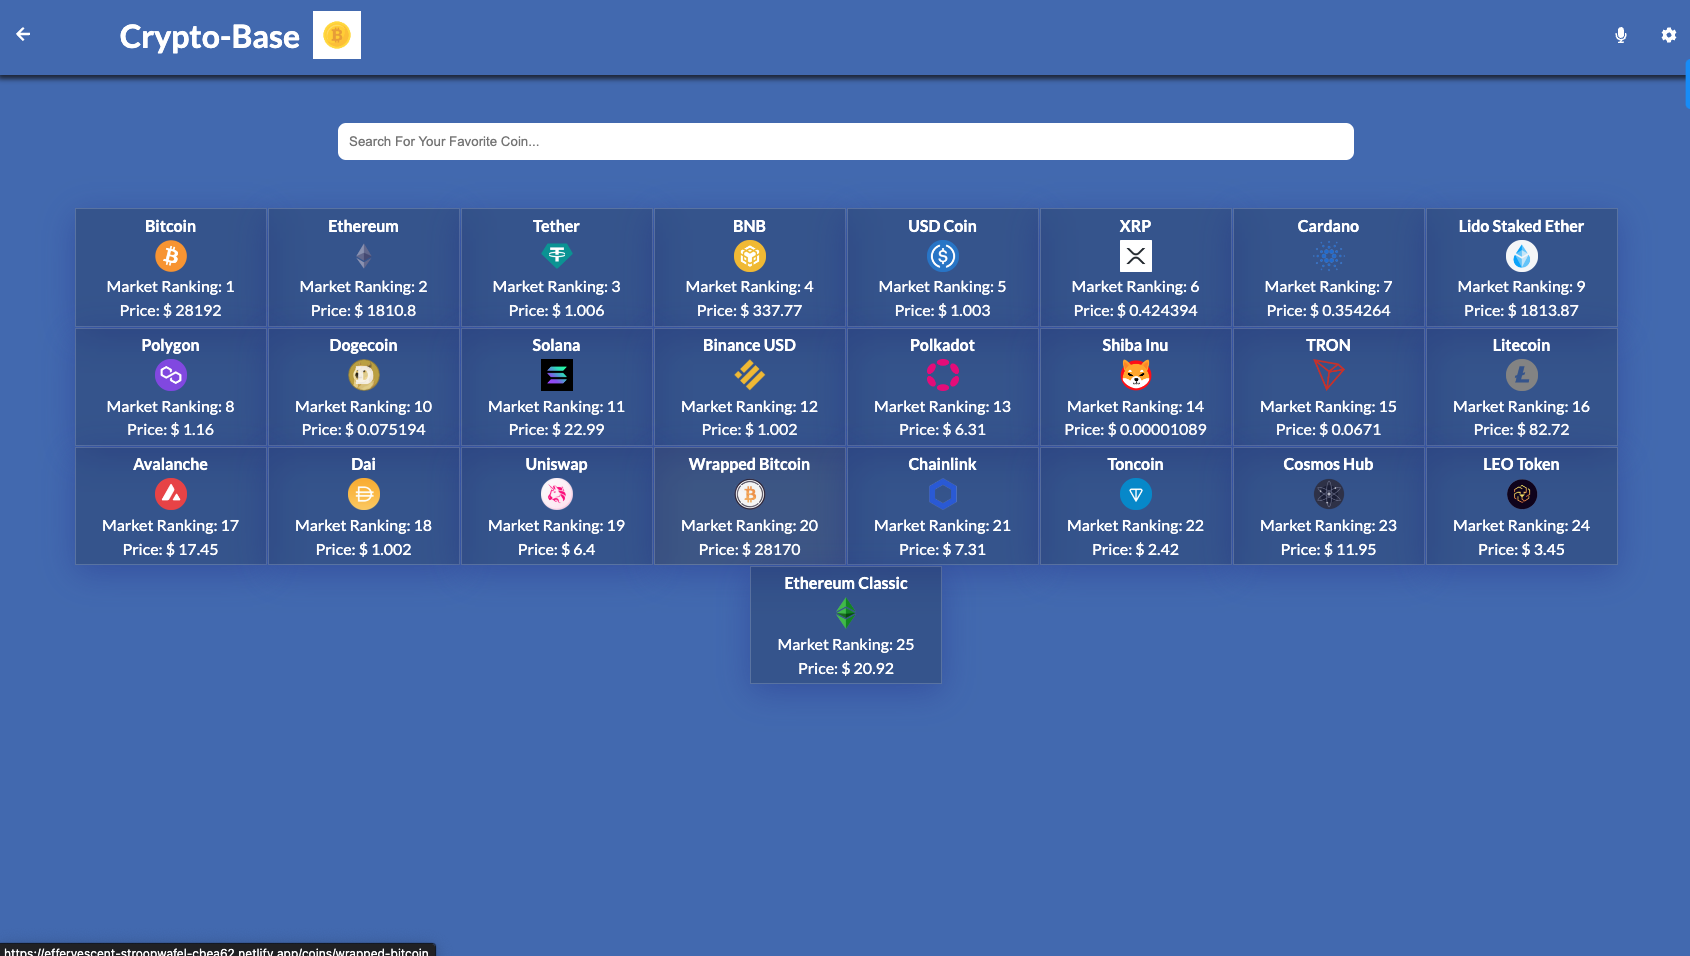 Crypto-Base
Search For Your Favorite Coin...
Bitcoin
Market Ranking: 1
Price: $ 28192
Ethereum
Market Ranking: 2
Price: $ 1810.8
Tether
Market Ranking: 3
Price: $ 1.006
BNB
Market Ranking: 4
Price: $ 337.77
USD Coin
Market Ranking: 5
Price: $ 1.003
XRP
Market Ranking: 6
Price: $ 0.424394
Cardano
Market Ranking: 7
Price: $ 0.354264
Lido Staked Ether
Market Ranking: 9
Price: $ 1813.87
Polygon
Market Ranking: 8
Price: $ 1.16
Dogecoin
Market Ranking: 10
Price: $ 0.075194
Solana
Market Ranking: 11
Price: $ 22.99
Binance USD
Market Ranking: 12
Price: $ 1.002
Polkadot
Market Ranking: 13
Price: $ 6.31
Shiba Inu
Market Ranking: 14
Price: $ 0.00001089
TRON
Market Ranking: 15
Price: $ 0.0671
Litecoin
Market Ranking: 16
Price: $ 82.72
Avalanche
Market Ranking: 17
Price: $ 17.45
Dai
Market Ranking: 18
Price: $ 1.002
Uniswap
Market Ranking: 19
Price: $ 6.4
Wrapped Bitcoin
Market Ranking: 20
Price: $ 28170
Chainlink
Market Ranking: 21
Price: $ 7.31
Toncoin
Market Ranking: 22
Price: $ 2.42
Cosmos Hub
Market Ranking: 23
Price: $ 11.95
LEO Token
Market Ranking: 24
Price: $ 3.45
Ethereum Classic
Market Ranking: 25
Price: $ 20.92
https://effervescent-stroopwafel-cbea62.netlify.app/coins/wrapped-bitcoin